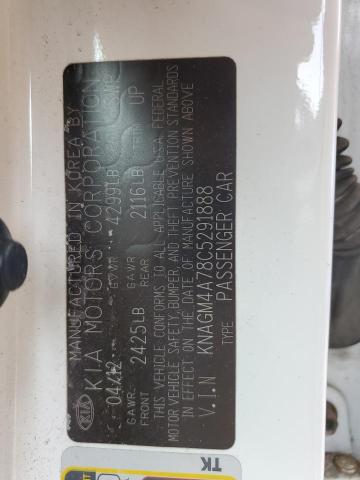 MANUFACTURED IN KOREA BY
KIA KIA MOTORS CORPORATION
04/12 GVWR 4299LB
GAWR FRONT 2425LB GAWR REAR 2116LB UP
THIS VEHICLE CONFORMS TO ALL APPLICABLE U.S.A. FEDERAL
MOTOR VEHICLE SAFETY, BUMPER, AND THEFT PREVENTION STANDARDS
IN EFFECT ON THE DATE OF MANUFACTURE SHOWN ABOVE
V.I.N KNAGM4A78C5291888
TYPE PASSENGER CAR
TK